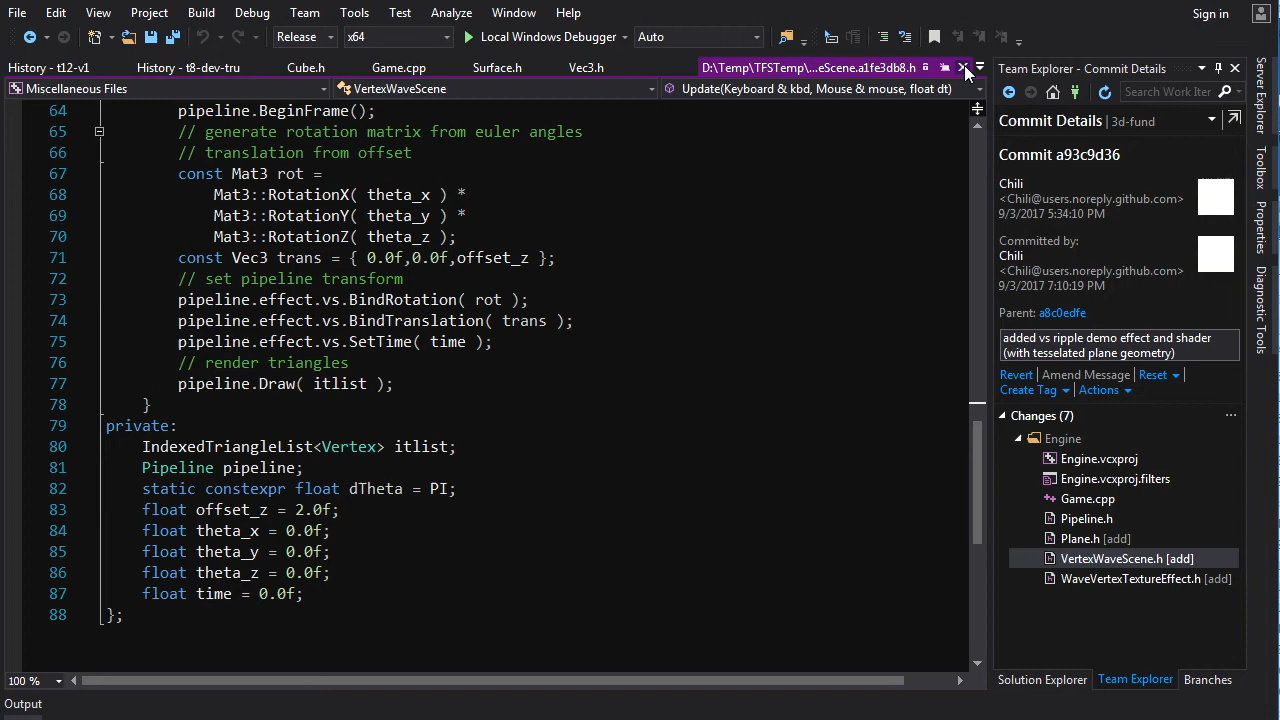 File Edit View Project Build Debug Team Tools Test Analyze Window Help Sign in
Release x64 Local Windows Debugger Auto
History - t12-v1 History - t8-dev-tru Cube.h Game.cpp Surface.h Vec3.h D:\Temp\TFSTemp\...eScene.a1fe3db8.h
Miscellaneous Files VertexWaveScene Update(Keyboard & kbd, Mouse & mouse, float dt)
64 pipeline.BeginFrame();
65 // generate rotation matrix from euler angles
66 // translation from offset
67 const Mat3 rot =
68 Mat3::RotationX( theta_x ) *
69 Mat3::RotationY( theta_y ) *
70 Mat3::RotationZ( theta_z );
71 const Vec3 trans = { 0.0f,0.0f,offset_z };
72 // set pipeline transform
73 pipeline.effect.vs.BindRotation( rot );
74 pipeline.effect.vs.BindTranslation( trans );
75 pipeline.effect.vs.SetTime( time );
76 // render triangles
77 pipeline.Draw( itlist );
78 }
79 private:
80 IndexedTriangleList<Vertex> itlist;
81 Pipeline pipeline;
82 static constexpr float dTheta = PI;
83 float offset_z = 2.0f;
84 float theta_x = 0.0f;
85 float theta_y = 0.0f;
86 float theta_z = 0.0f;
87 float time = 0.0f;
88 };
100 %
Output
Team Explorer - Commit Details
Search Work Iter
Commit Details 3d-fund
Commit a93c9d36
Chili
<Chili@users.noreply.github.com>
9/3/2017 5:34:10 PM
Committed by:
Chili
<Chili@users.noreply.github.com>
9/3/2017 7:10:19 PM
Parent: a8c0edfe
added vs ripple demo effect and shader
(with tesselated plane geometry)
Revert Amend Message Reset
Create Tag Actions
Changes (7)
Engine
Engine.vcxproj
Engine.vcxproj.filters
Game.cpp
Pipeline.h
Plane.h [add]
VertexWaveScene.h [add]
WaveVertexTextureEffect.h [add]
Solution Explorer Team Explorer Branches
Server Explorer
Toolbox
Properties
Diagnostic Tools